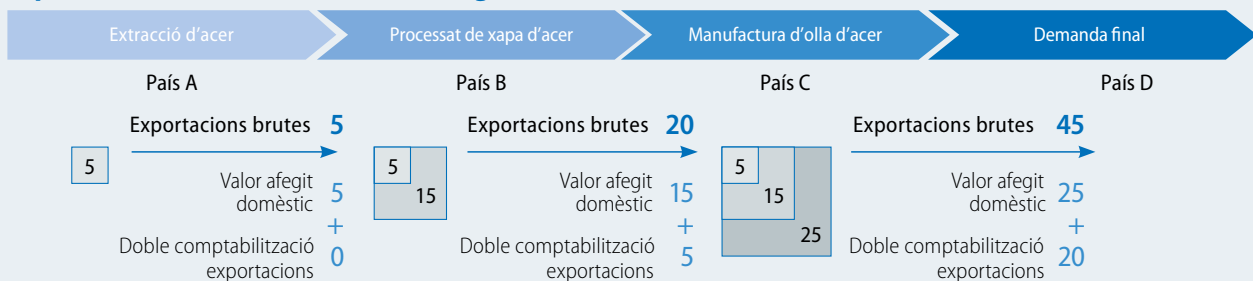 Extracció d'acer
Processat de xapa d'acer
Manufactura d'olla d'acer
Demanda final
País A
País B
País C
País D
Exportacions brutes 5
Exportacions brutes 20
Exportacions brutes 45
5
Valor afegit
domèstic
5
+
Doble comptabilització
exportacions
0
5
15
Valor afegit
domèstic
15
+
Doble comptabilització
exportacions
5
5
15
25
Valor afegit
domèstic
25
+
Doble comptabilització
exportacions
20